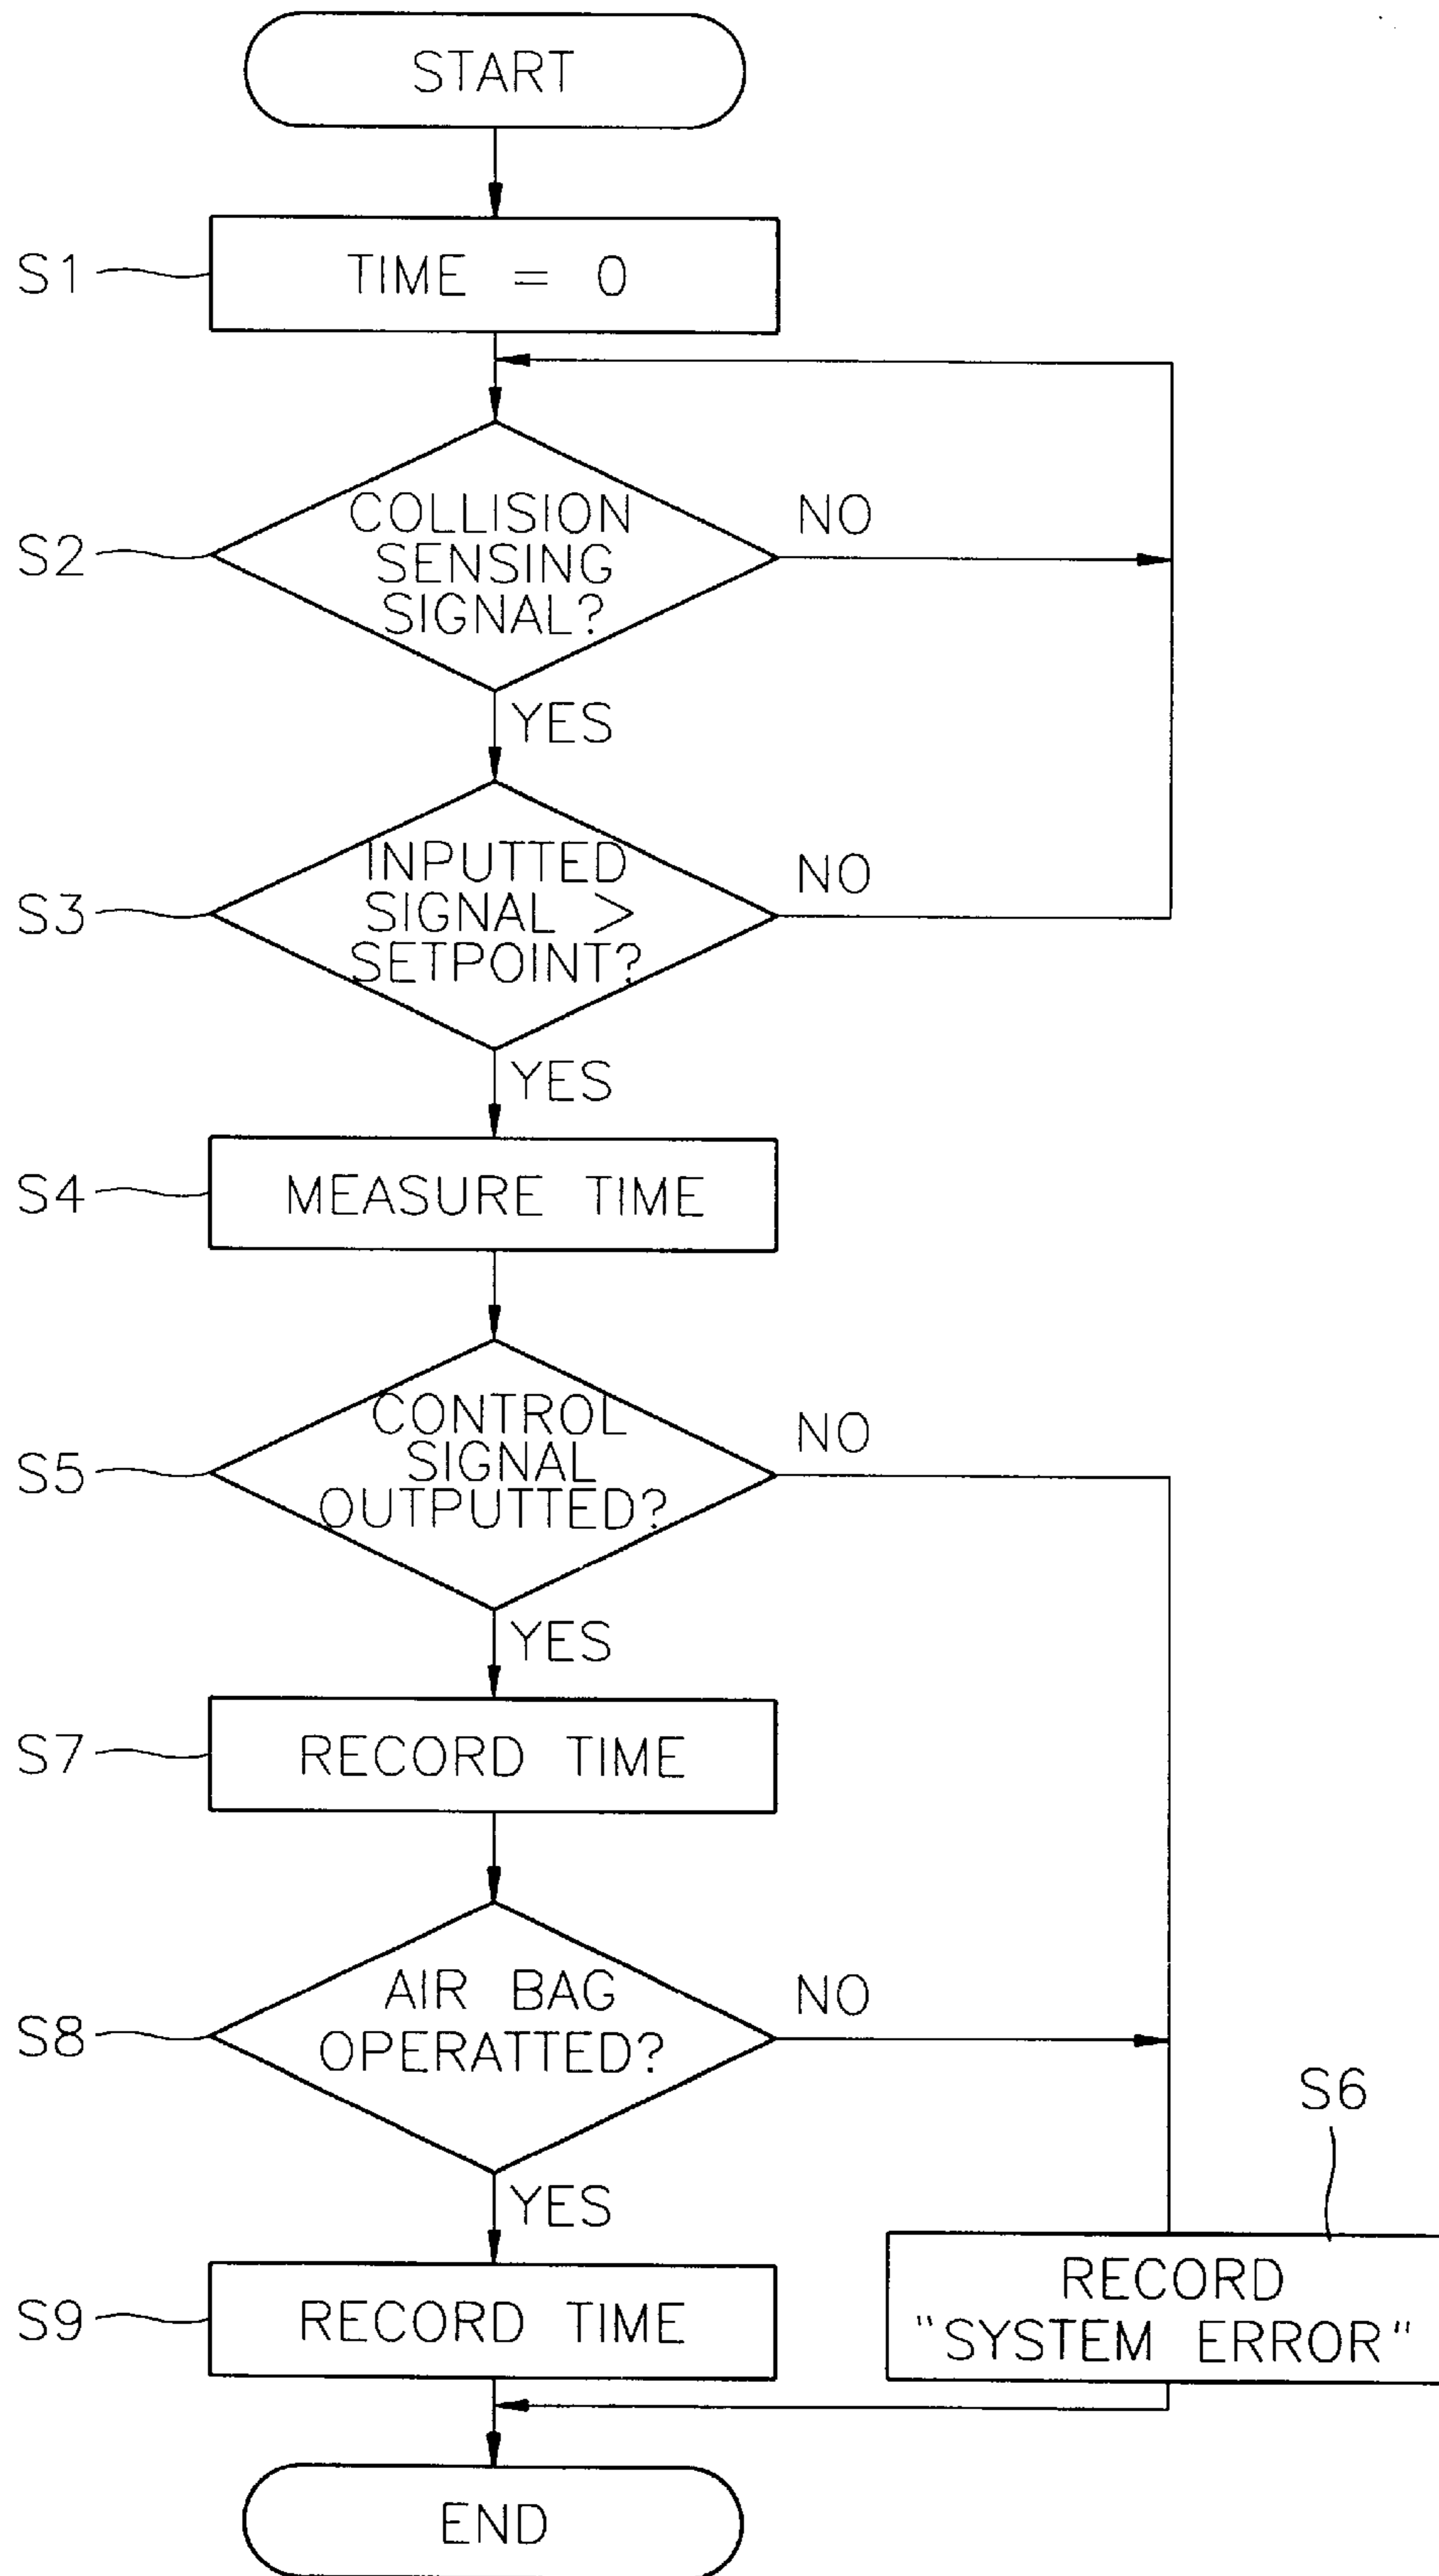 START
S1
TIME = 0
S2
COLLISION
SENSING
SIGNAL?
NO
YES
S3
INPUTTED
SIGNAL >
SETPOINT?
NO
YES
S4
MEASURE TIME
S5
CONTROL
SIGNAL
OUTPUTTED?
NO
YES
S7
RECORD TIME
S8
AIR BAG
OPERATTED?
NO
YES
S6
RECORD
"SYSTEM ERROR"
S9
RECORD TIME
END